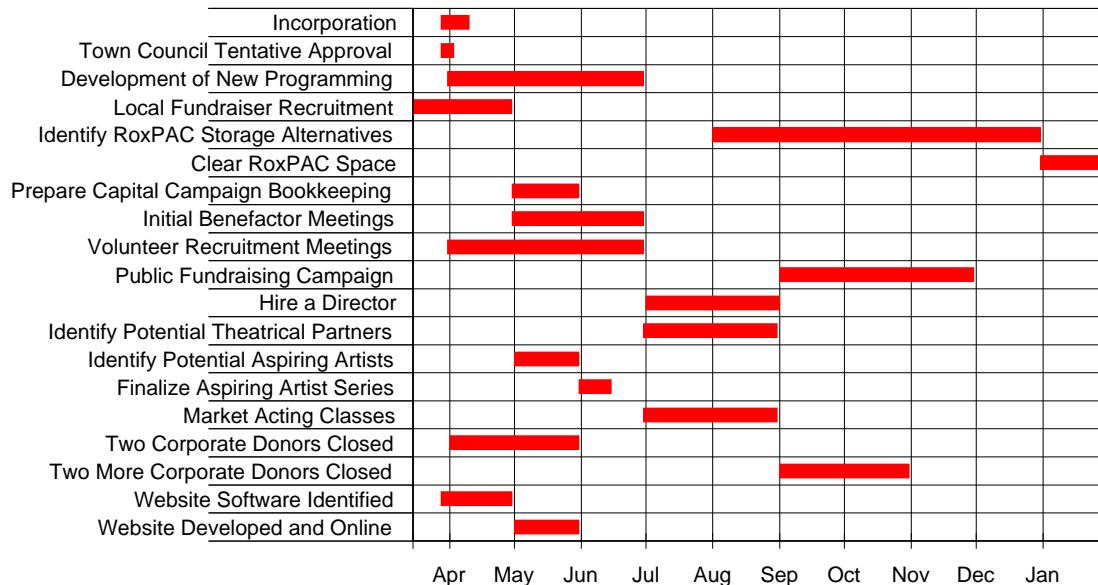 Incorporation
Town Council Tentative Approval
Development of New Programming
Local Fundraiser Recruitment
Identify RoxPAC Storage Alternatives
Clear RoxPAC Space
Prepare Capital Campaign Bookkeeping
Initial Benefactor Meetings
Volunteer Recruitment Meetings
Public Fundraising Campaign
Hire a Director
Identify Potential Theatrical Partners
Identify Potential Aspiring Artists
Finalize Aspiring Artist Series
Market Acting Classes
Two Corporate Donors Closed
Two More Corporate Donors Closed
Website Software Identified
Website Developed and Online
Apr May Jun Jul Aug Sep Oct Nov Dec Jan